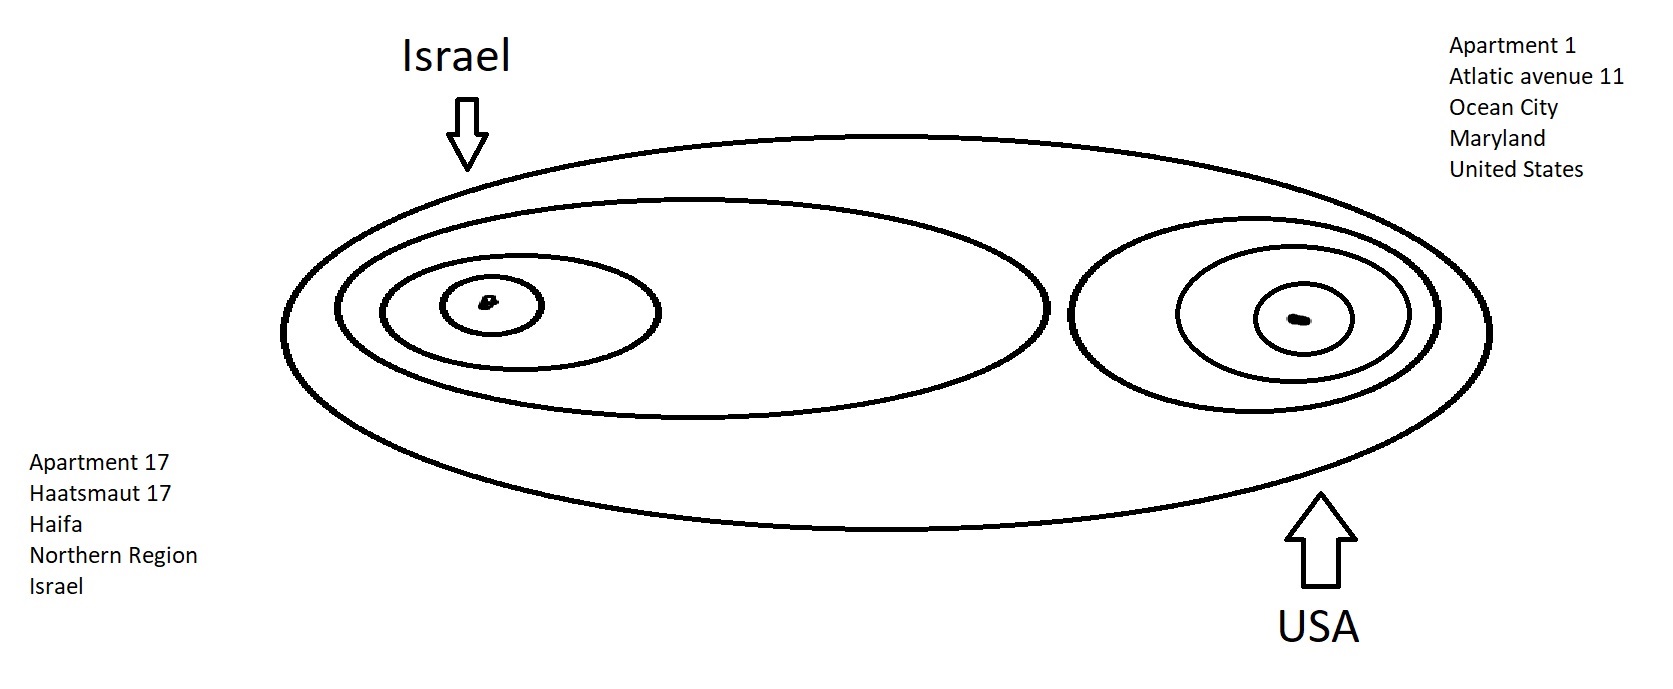 Israel
Apartment 1
Atlatic avenue 11
Ocean City
Maryland
United States
Apartment 17
Haatsmaut 17
Haifa
Northern Region
Israel
USA